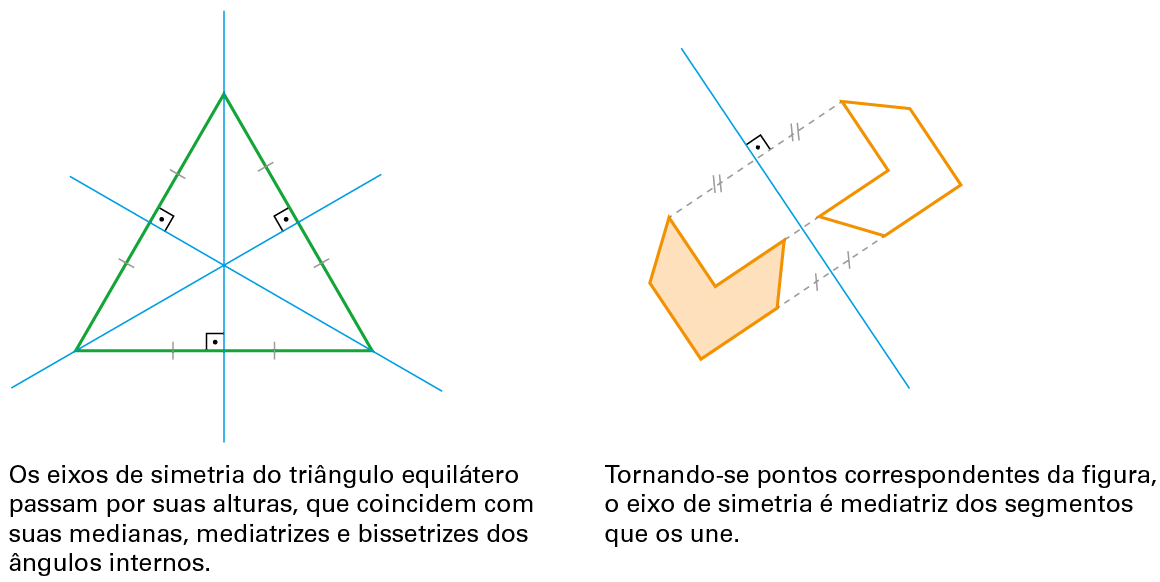 Os eixos de simetria do triângulo equilátero
passam por suas alturas, que coincidem com
suas medianas, mediatrizes e bissetrizes dos
ângulos internos.
Tornando-se pontos correspondentes da figura,
o eixo de simetria é mediatriz dos segmentos
que os une.